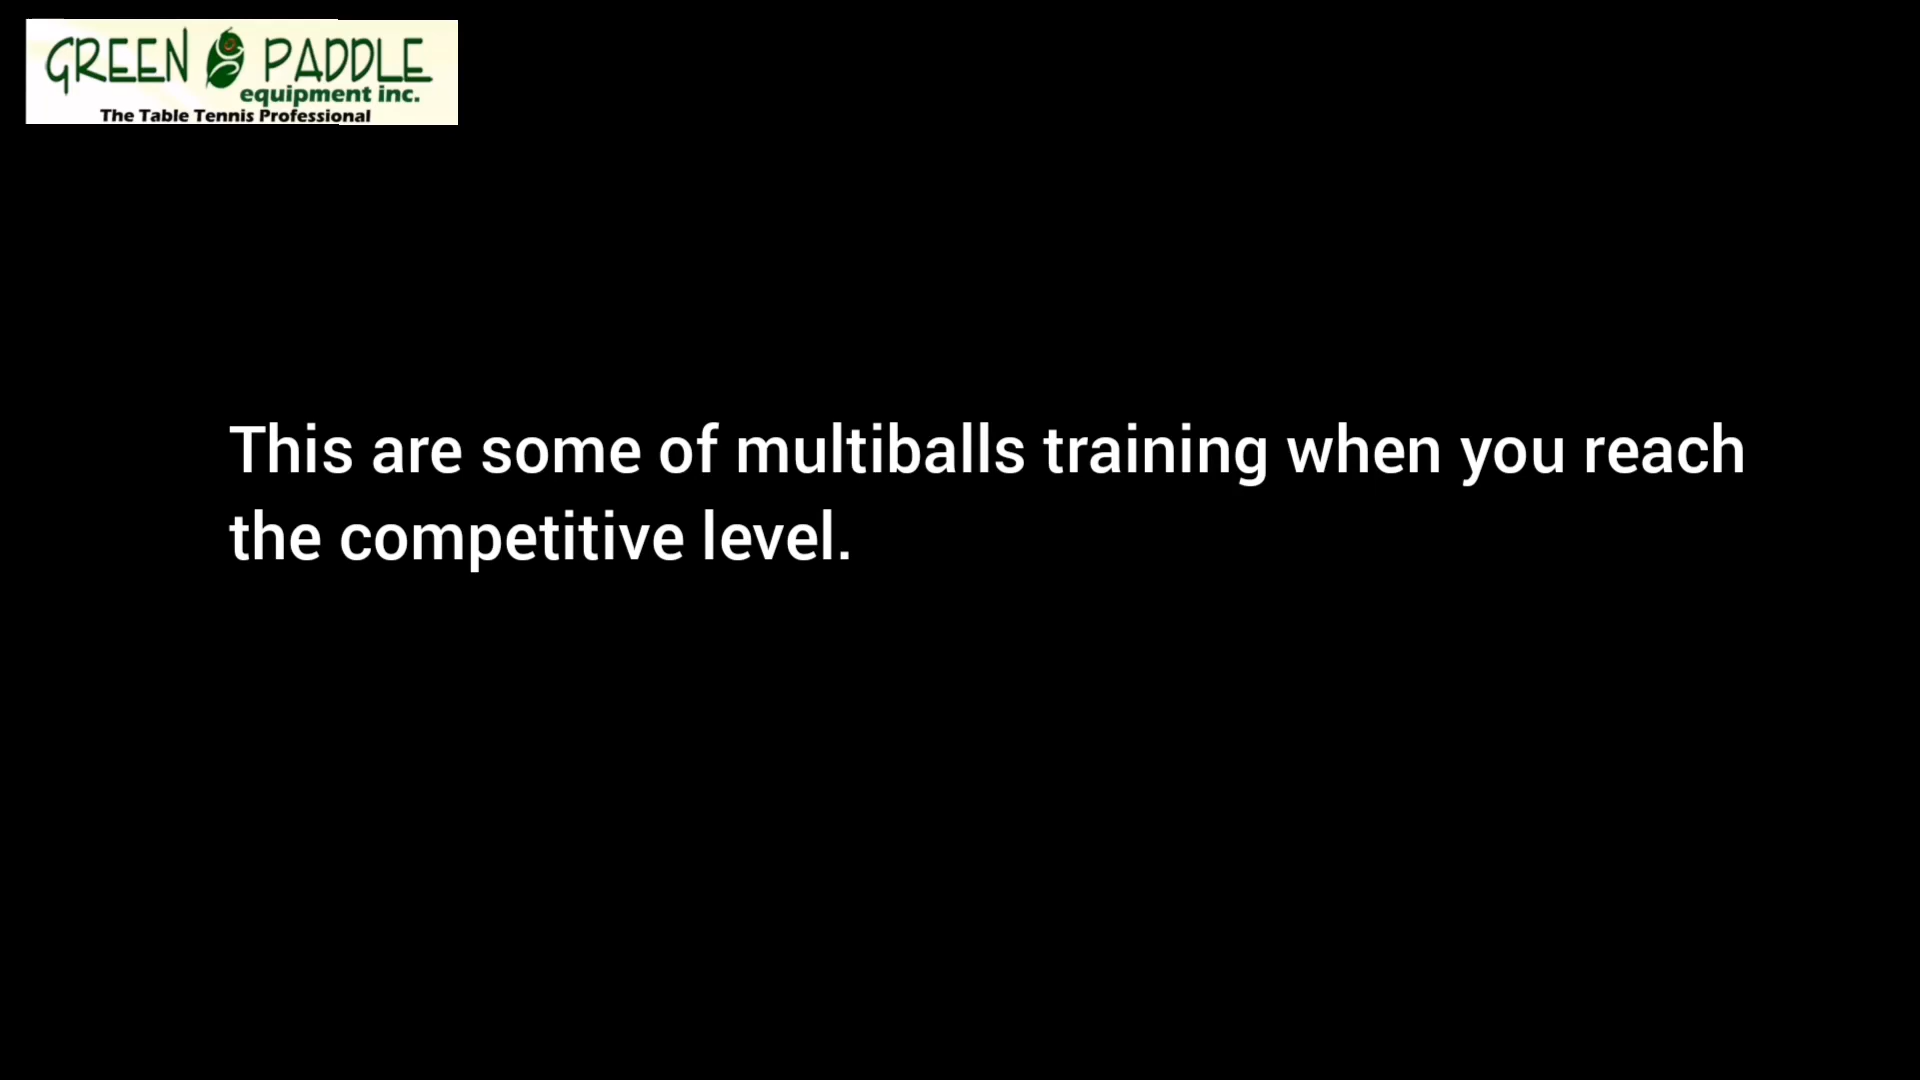 GREEN PADDLE
equipment inc.
The Table Tennis Professional
This are some of multiballs training when you reach
the competitive level.